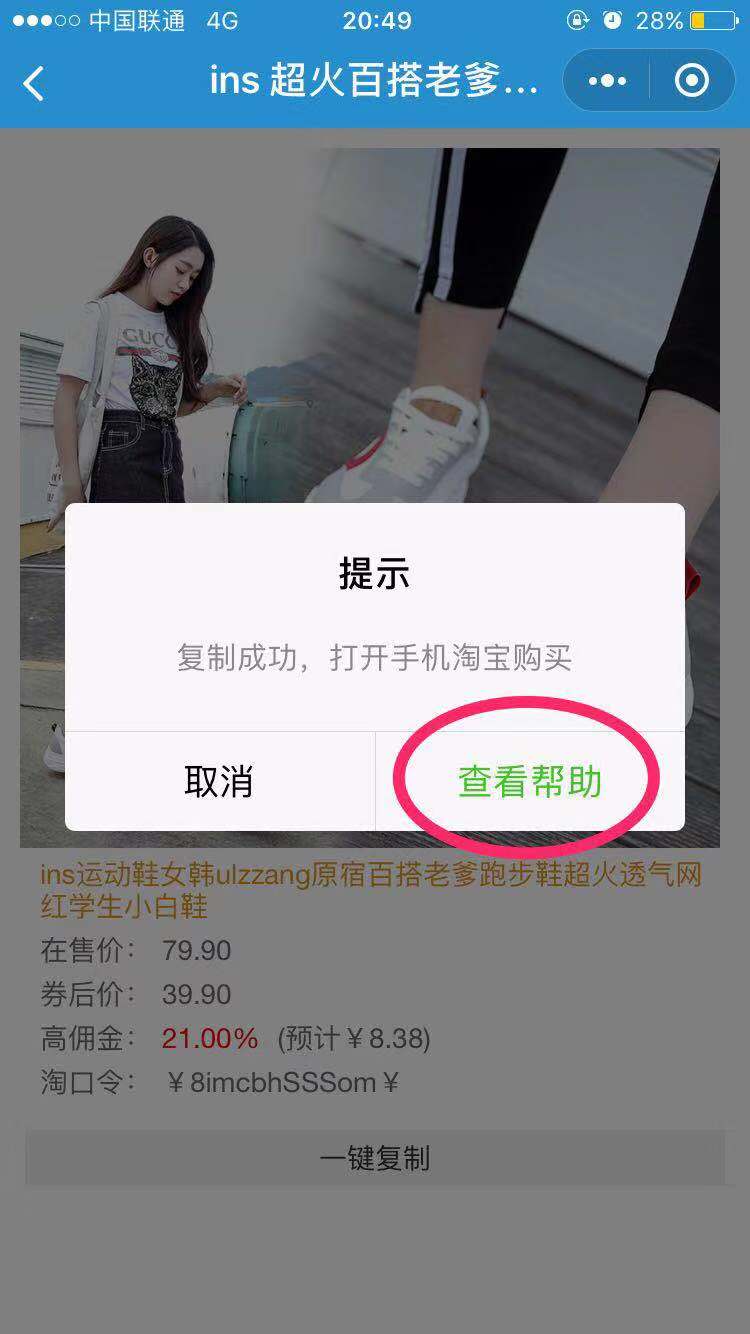 中国联通 4G 20:49 28%
ins 超火百搭老爹...
GUCC
提示
复制成功，打开手机淘宝购买
取消 查看帮助
ins运动鞋女韩ulzzang原宿百搭老爹跑步鞋超火透气网
红学生小白鞋
在售价： 79.90
券后价： 39.90
高佣金： 21.00% (预计￥8.38)
淘口令： ￥8imcbhSSSom￥
一键复制